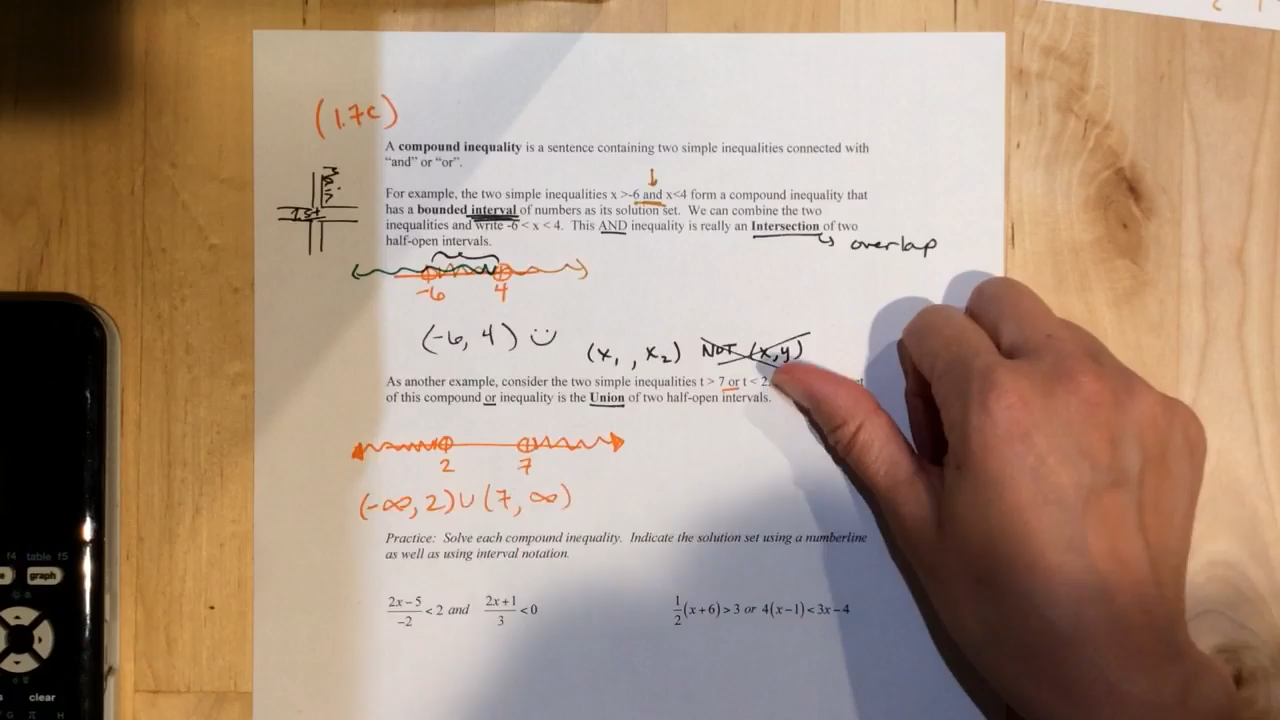 (1.7c)
A compound inequality is a sentence containing two simple inequalities connected with
“and” or “or”.
Main
1st
For example, the two simple inequalities x >-6 and x<4 form a compound inequality that
has a bounded interval of numbers as its solution set. We can combine the two
inequalities and write -6 < x < 4. This AND inequality is really an Intersection of two
half-open intervals.
overlap
-6 4
(-6, 4)
(x₁, x₂) NOT (x,y)
As another example, consider the two simple inequalities t > 7 or t < 2.
of this compound or inequality is the Union of two half-open intervals.
2 7
(-∞, 2)∪(7, ∞)
Practice: Solve each compound inequality. Indicate the solution set using a numberline
as well as using interval notation.
(2x-5)/-2 < 2 and (2x+1)/3 < 0
1/2(x+6) > 3 or 4(x-1) < 3x-4
f4 table f5
graph
clear